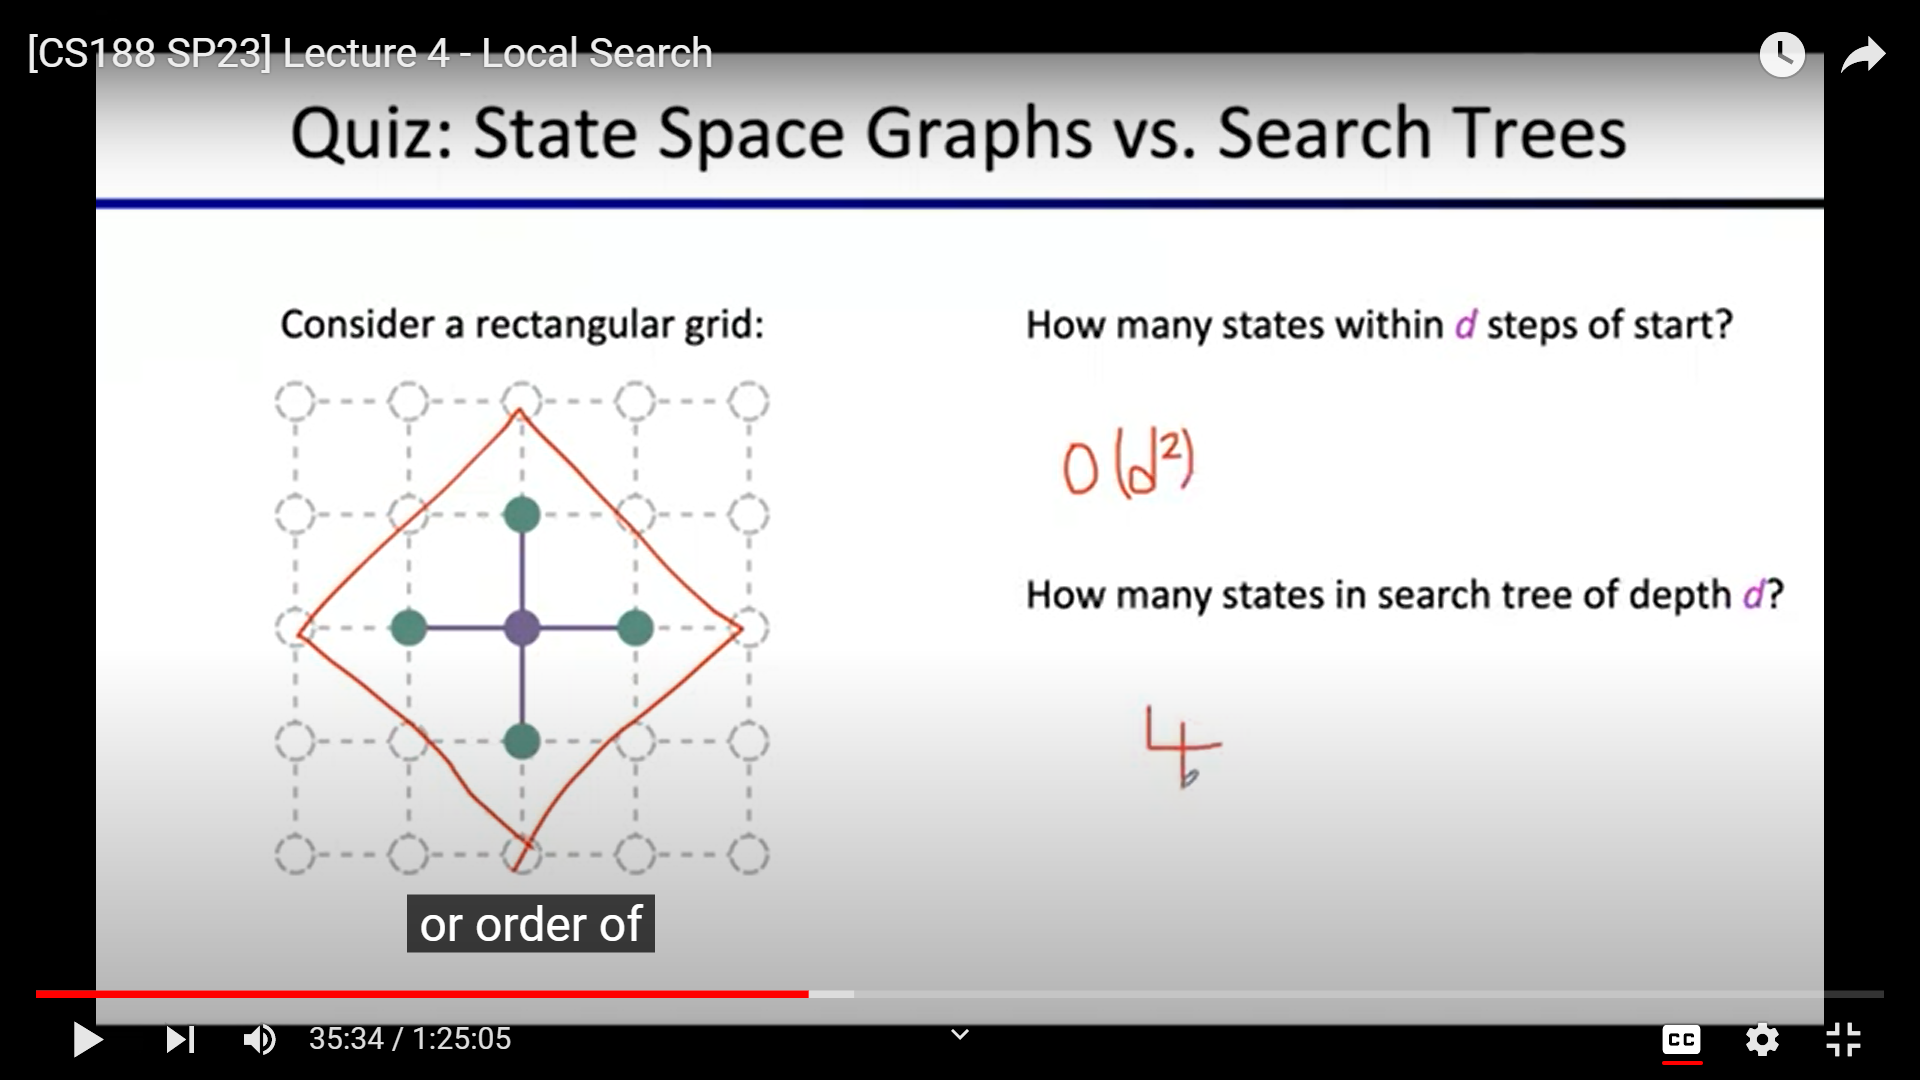 [CS188 SP23] Lecture 4 - Local Search
Quiz: State Space Graphs vs. Search Trees
Consider a rectangular grid:
How many states within d steps of start?
O(d²)
How many states in search tree of depth d?
4
or order of
35:34 / 1:25:05
CC